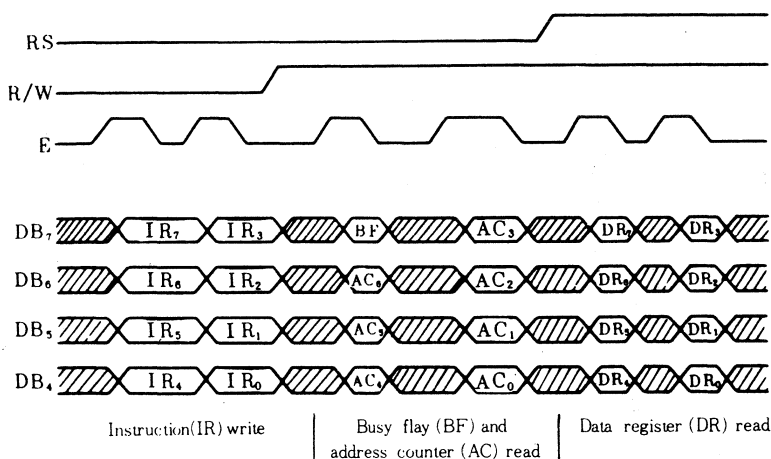 RS
R/W
E
DB₇ IR₇ IR₃ BF AC₃ DR₇ DR₃
DB₆ IR₆ IR₂ AC₆ AC₂ DR₆ DR₂
DB₅ IR₅ IR₁ AC₅ AC₁ DR₅ DR₁
DB₄ IR₄ IR₀ AC₄ AC₀ DR₄ DR₀
Instruction(IR) write
Busy flay (BF) and
address counter (AC) read
Data register (DR) read